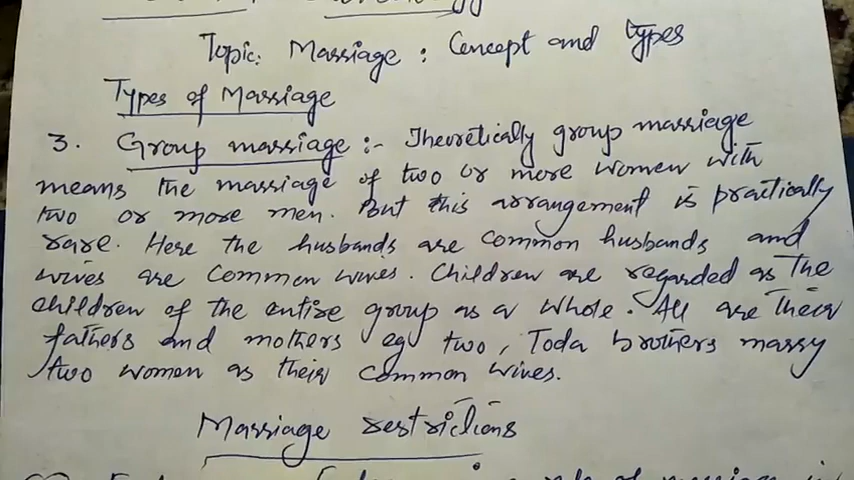 Topic: Marriage: Concept and types
Types of Marriage
3. Group marriage :- Theoretically group marriage
means the marriage of two or more women with
two or more men. But this arrangement is practically
rare. Here the husbands are common husbands and
wives are common wives. Children are regarded as the
children of the entire group as a whole. All are their
fathers and mothers eg two, Toda brothers marry
two women as their common wives.
Marriage restrictions